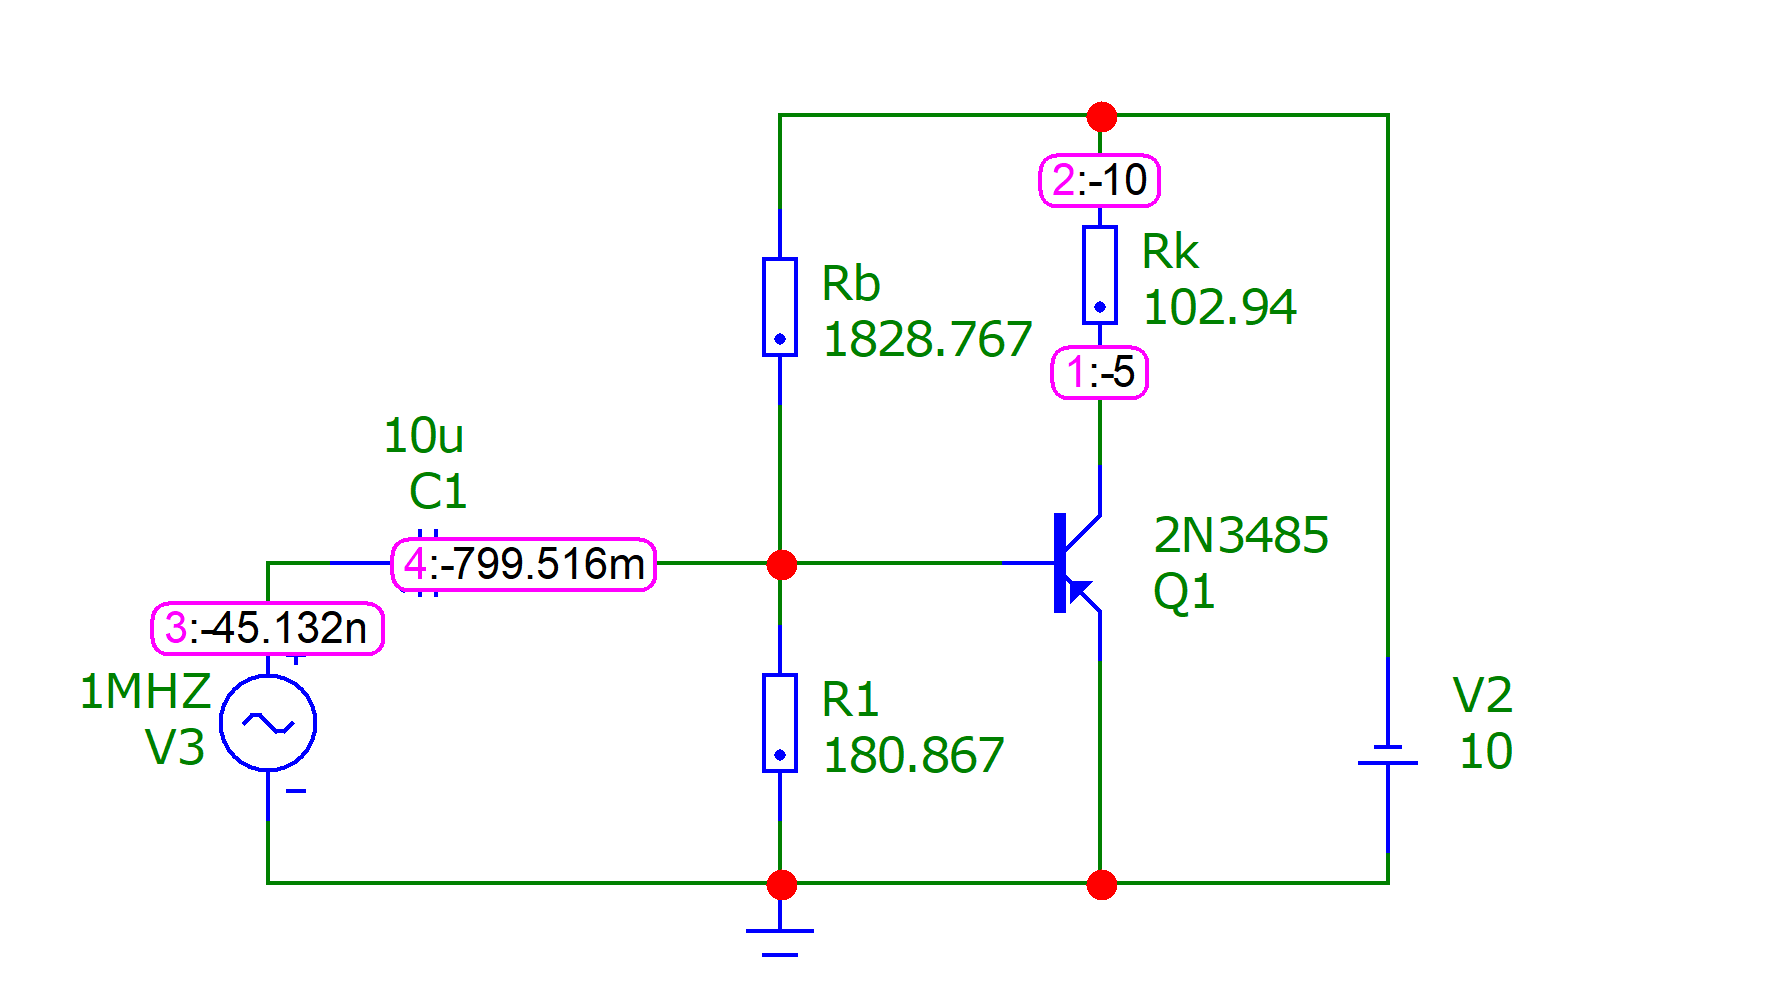 2:-10
Rk
102.94
Rb
1828.767
1:-5
10u
C1
4:-799.516m
2N3485
Q1
3:-45.132n
+
1MHZ
V3
−
R1
180.867
V2
10